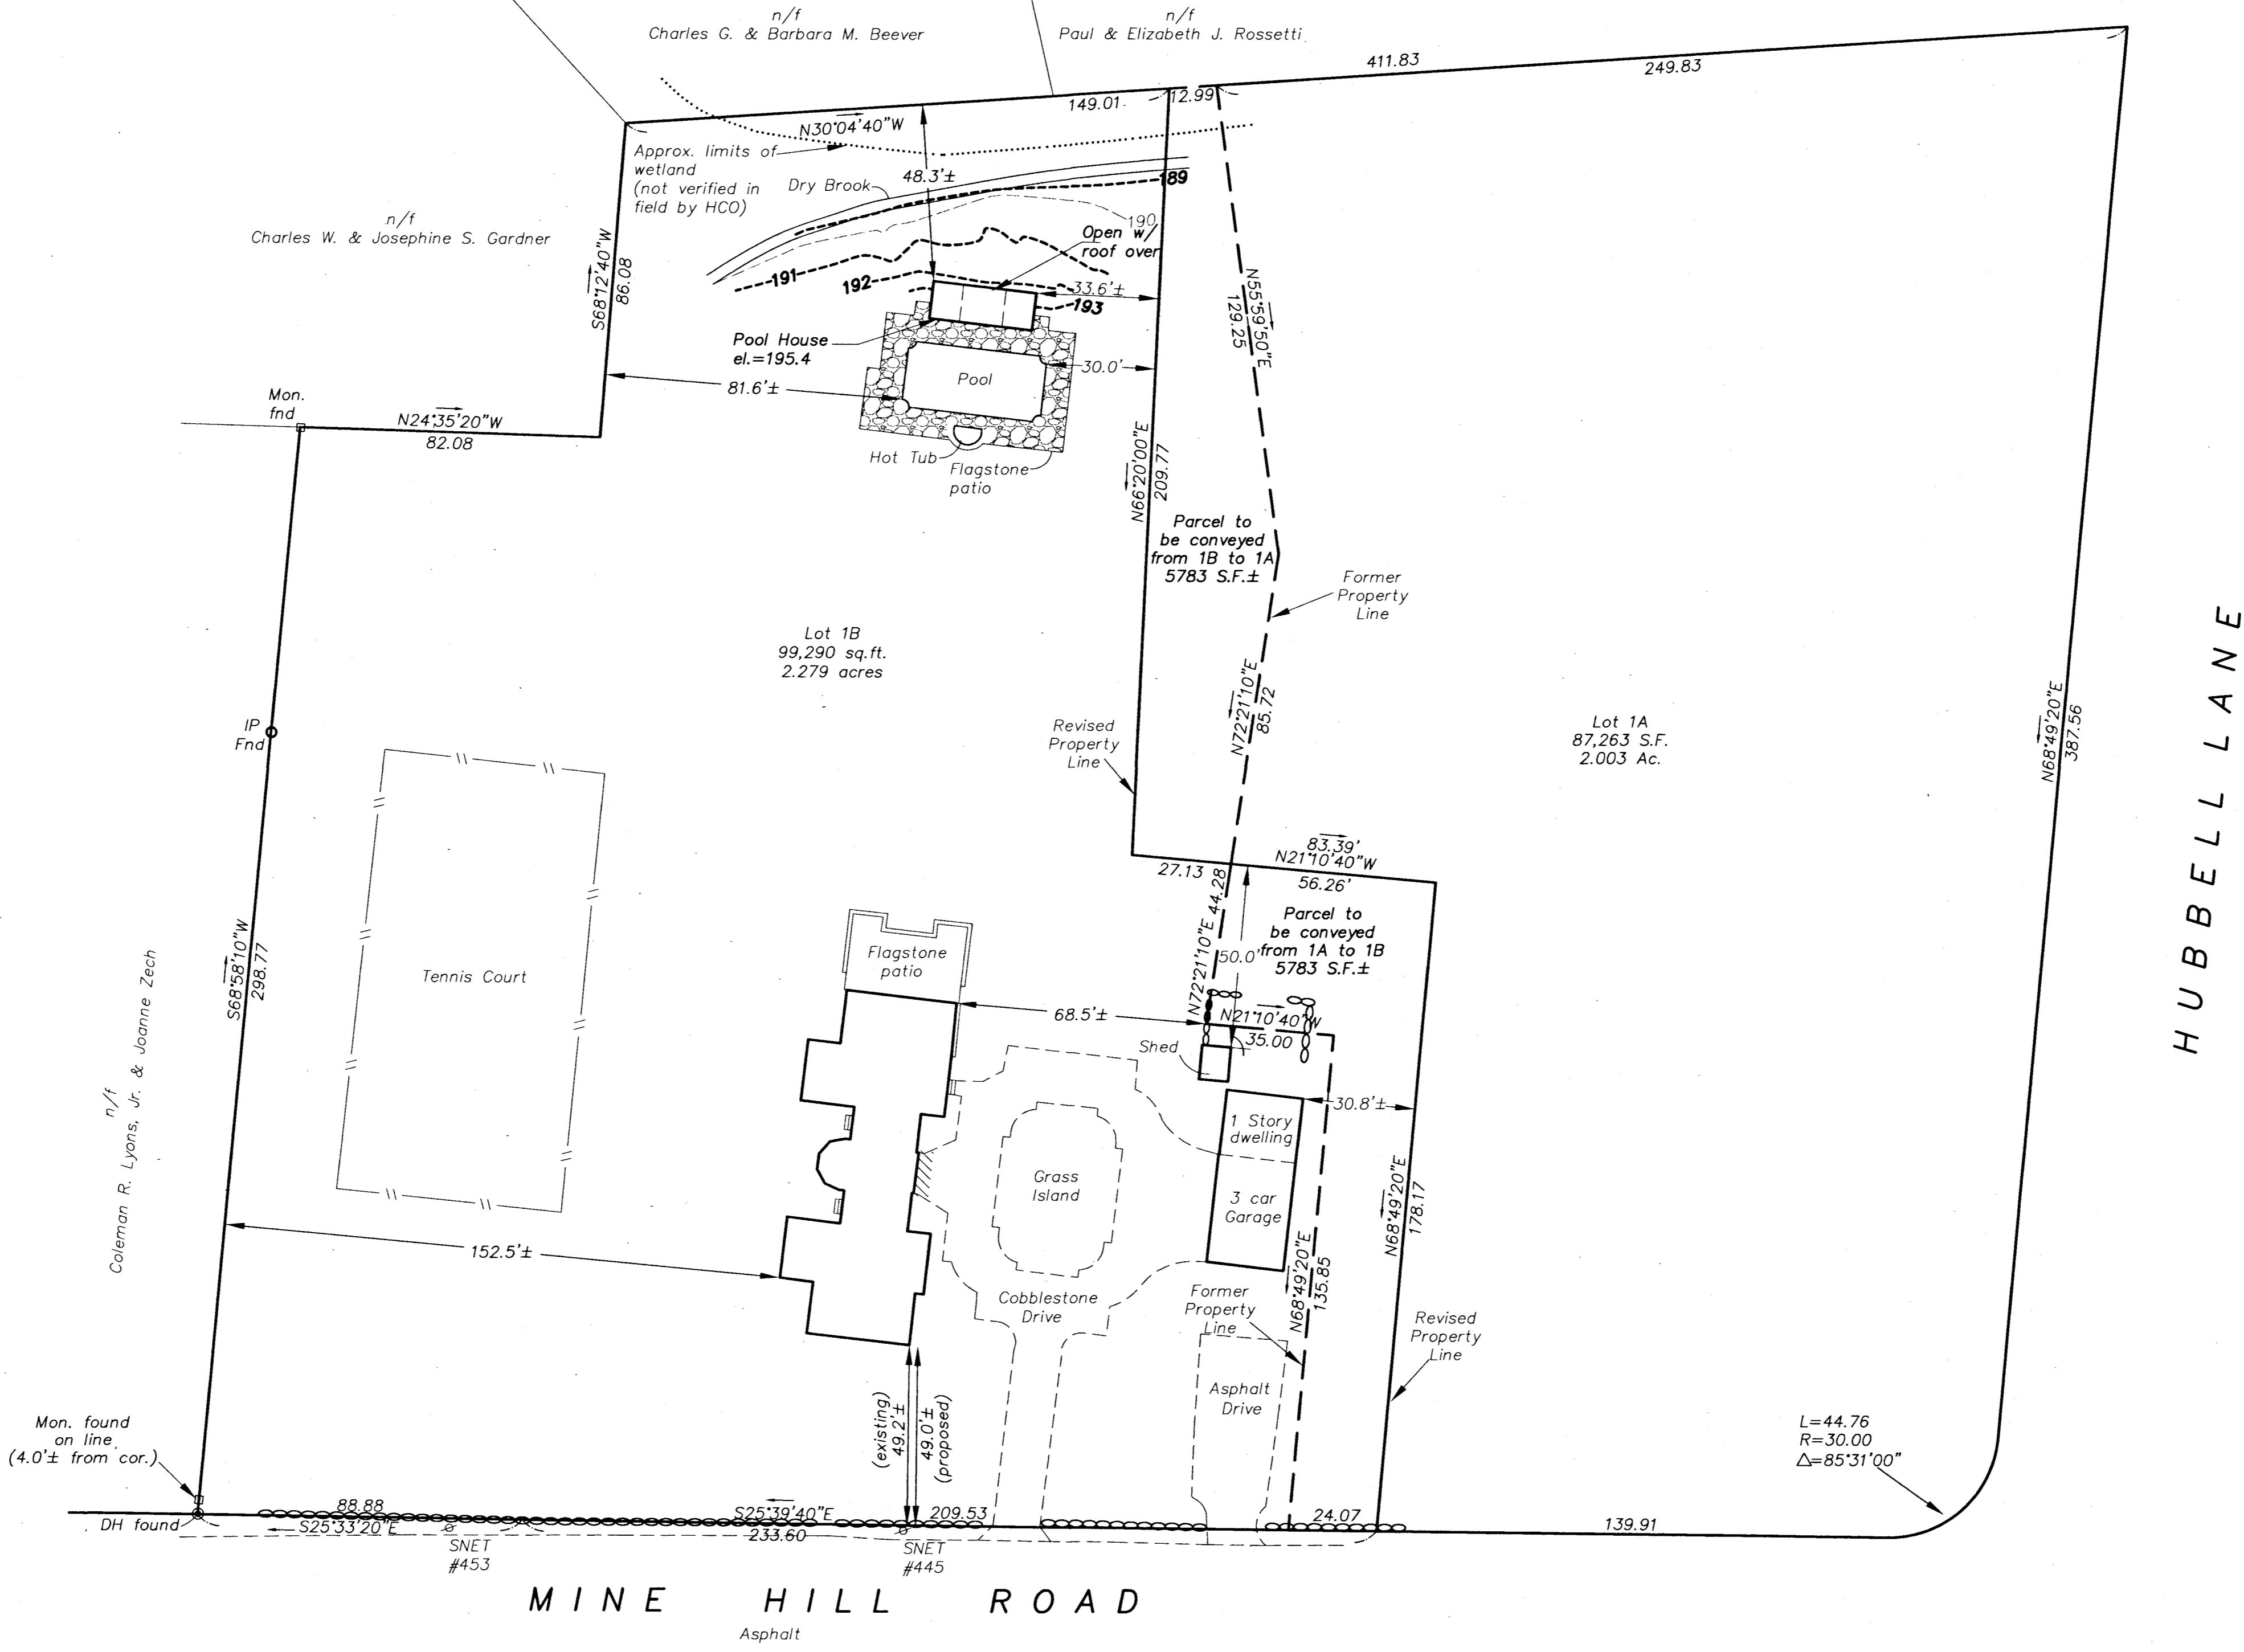 n/f
Charles G. & Barbara M. Beever
n/f
Paul & Elizabeth J. Rossetti
411.83
249.83
149.01
12.99
N30°04'40"W
Approx. limits of
wetland
(not verified in
field by HCO)
Dry Brook
48.3'±
189
190
Open w/
roof over
191
192
193
33.6'±
n/f
Charles W. & Josephine S. Gardner
S68°12'40"W
86.08
Pool House
el.=195.4
30.0'
81.6'±
Pool
Hot Tub
Flagstone
patio
N55°59'50"E
129.25
Mon.
fnd
N24°35'20"W
82.08
N66°20'00"E
209.77
Parcel to
be conveyed
from 1B to 1A
5783 S.F.±
Former
Property
Line
Lot 1B
99,290 sq.ft.
2.279 acres
N72°21'10"E
85.72
Revised
Property
Line
Lot 1A
87,263 S.F.
2.003 Ac.
N68°49'20"E
387.56
HUBBELL LANE
IP
Fnd
83.39'
N21°10'40"W
27.13
56.26'
N72°21'10"E 44.28
50.0'
Parcel to
be conveyed
from 1A to 1B
5783 S.F.±
Tennis Court
Flagstone
patio
68.5'±
N21°10'40"W
35.00
Shed
30.8'±
1 Story
dwelling
3 car
Garage
Grass
Island
S68°58'10"W
298.77
n/f
Coleman R. Lyons, Jr. & Joanne Zech
152.5'±
N68°49'20"E
178.17
N68°49'20"E
135.85
Cobblestone
Drive
Former
Property
Line
Revised
Property
Line
Asphalt
Drive
(existing)
49.2'±
49.0'±
(proposed)
Mon. found
on line
(4.0'± from cor.)
L=44.76
R=30.00
Δ=85°31'00"
DH found
88.88
S25°33'20"E
S25°39'40"E
209.53
233.60
24.07
139.91
SNET
#453
SNET
#445
MINE HILL ROAD
Asphalt